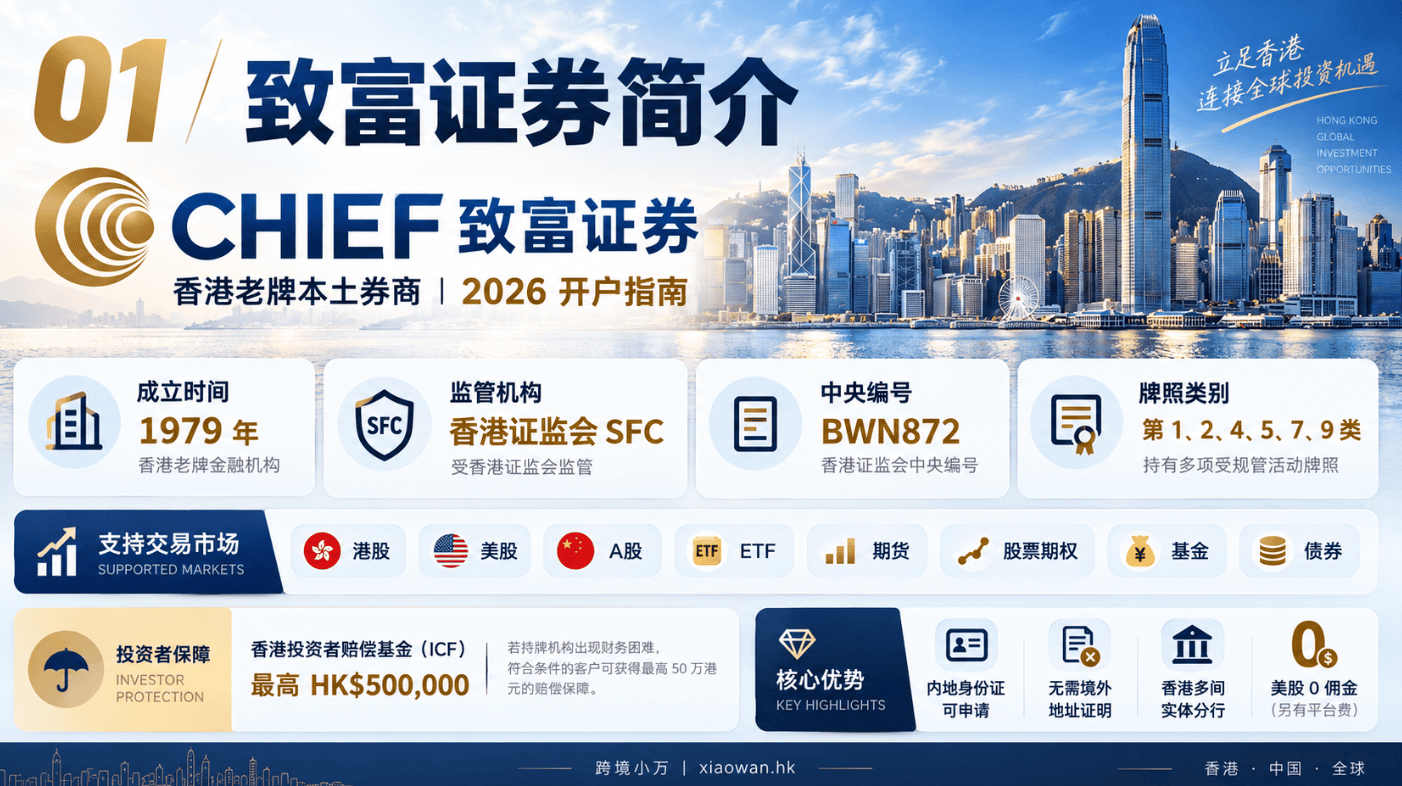 01 / 致富证券简介
立足香港
连接全球投资机遇
HONG KONG
GLOBAL
INVESTMENT
OPPORTUNITIES
CHIEF 致富证券
香港老牌本土券商 | 2026 开户指南
成立时间
1979 年
香港老牌金融机构
SFC
监管机构
香港证监会 SFC
受香港证监会监管
中央编号
BWN872
香港证监会中央编号
牌照类别
第 1、2、4、5、7、9 类
持有多项受规管活动牌照
支持交易市场
SUPPORTED MARKETS
港股
美股
A股
ETF
ETF
期货
股票期权
¥
基金
债券
投资者保障
INVESTOR
PROTECTION
香港投资者赔偿基金（ICF）
最高 HK$500,000
若持牌机构出现财务困难，
符合条件的客户可获得最高 50 万港
元的赔偿保障。
核心优势
KEY HIGHLIGHTS
内地身份证
可申请
无需境外
地址证明
香港多间
实体分行
0
$
美股 0 佣金
（另有平台费）
跨境小万 | xiaowan.hk
香港 · 中国 · 全球